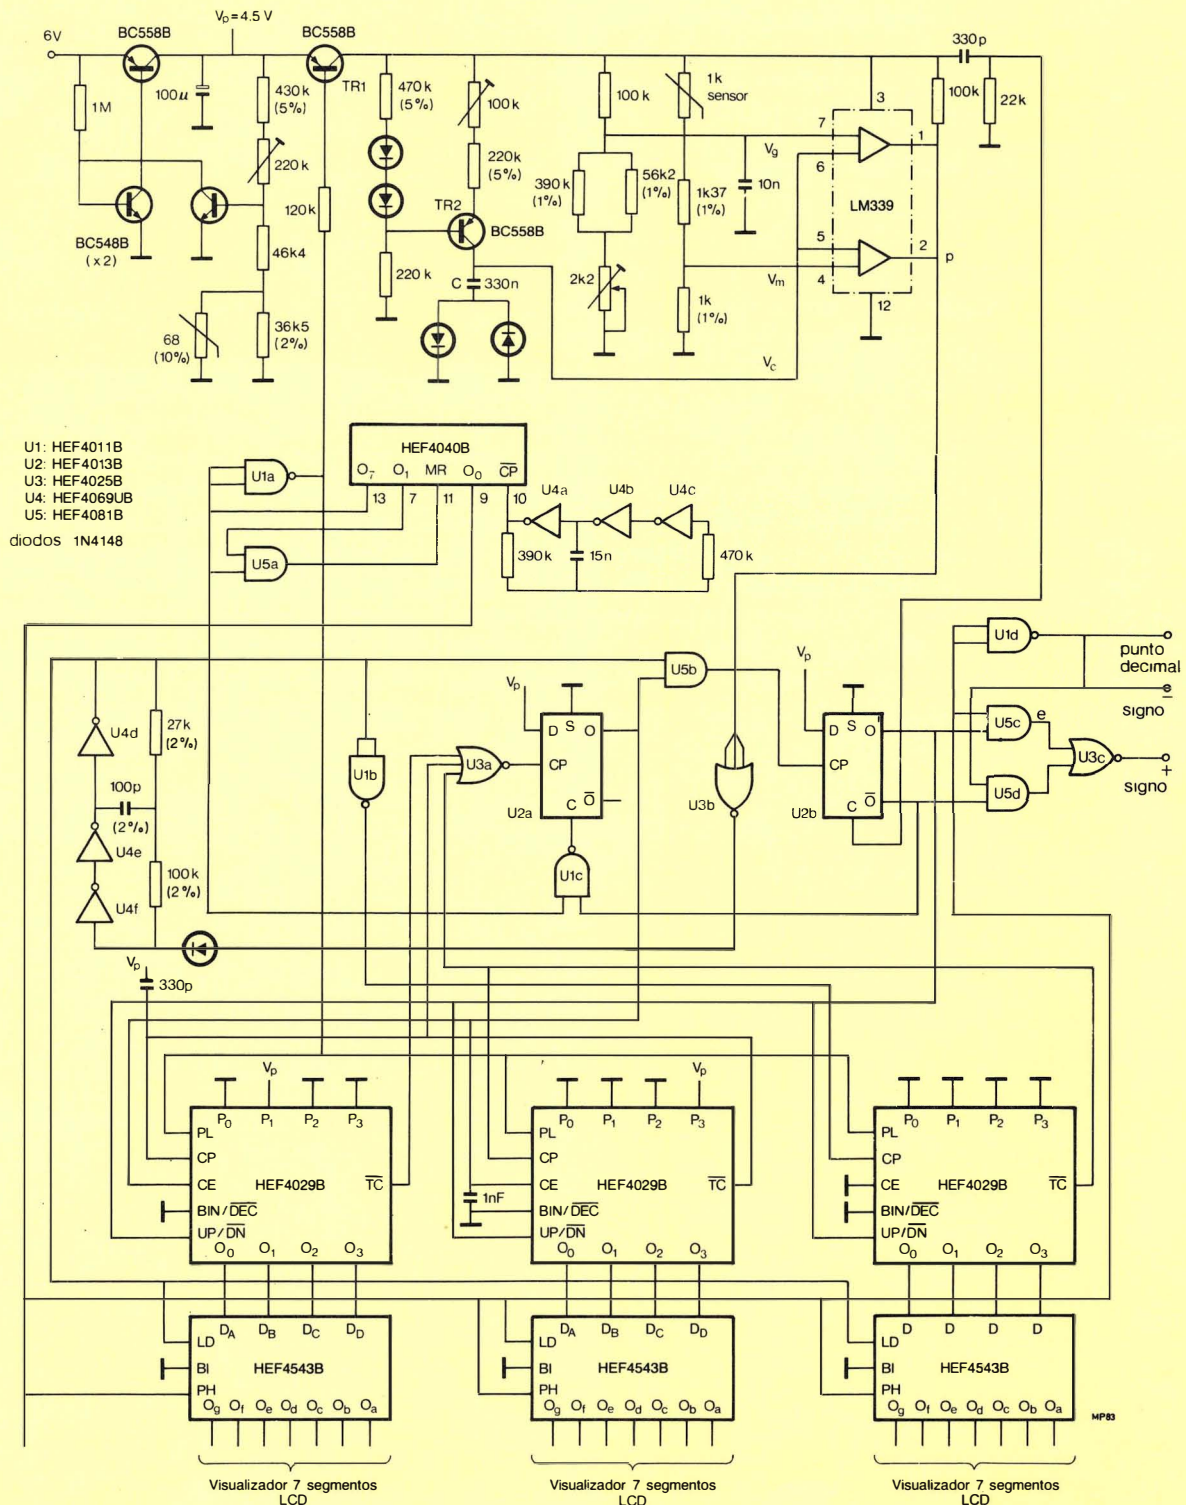 6V
BC558B
Vp=4.5 V
BC558B
330p
1M
100µ
430k
(5%)
TR1
470k
(5%)
100k
100k
1k
sensor
100k
22k
3
220k
220k
(5%)
7
1
Vg
6
390k
(1%)
56k2
(1%)
10n
LM339
1k37
(1%)
120k
TR2
BC558B
5
2
p
4
BC548B
(x2)
46k4
220k
C
330n
2k2
Vm
1k
(1%)
12
68
(10%)
36k5
(2%)
Vc
U1: HEF4011B
U2: HEF4013B
U3: HEF4025B
U4: HEF4069UB
U5: HEF4081B
diodos 1N4148
HEF4040B
O7 O1 MR O0 C̅P̅
13 7 11 9 10
U1a
U5a
U4a
U4b
U4c
390k
15n
470k
U1d
punto
decimal
−
signo
U5b
Vp
Vp
U4d
27k
(2%)
D S O
CP
C O̅
U2a
U1b
U3a
D S O
CP
C O̅
U2b
U3b
U5c
e
U5d
U3c
+
signo
100p
(2%)
U4e
100k
(2%)
U4f
U1c
Vp
330p
Vp
Vp
P0 P1 P2 P3
PL
CP
CE
HEF4029B
T̅C̅
BIN/D̅E̅C̅
UP/D̅N̅
O0 O1 O2 O3
1nF
P0 P1 P2 P3
PL
CP
CE
HEF4029B
T̅C̅
BIN/D̅E̅C̅
UP/D̅N̅
O0 O1 O2 O3
P0 P1 P2 P3
PL
CP
CE
HEF4029B
T̅C̅
BIN/D̅E̅C̅
UP/D̅N̅
O0 O1 O2 O3
DA DB DC DD
LD
BI
HEF4543B
PH
Og Of Oe Od Oc Ob Oa
DA DB DC DD
LD
BI
HEF4543B
PH
Og Of Oe Od Oc Ob Oa
D D D D
LD
BI
HEF4543B
PH
Og Of Oe Od Oc Ob Oa
MP83
Visualizador 7 segmentos
LCD
Visualizador 7 segmentos
LCD
Visualizador 7 segmentos
LCD